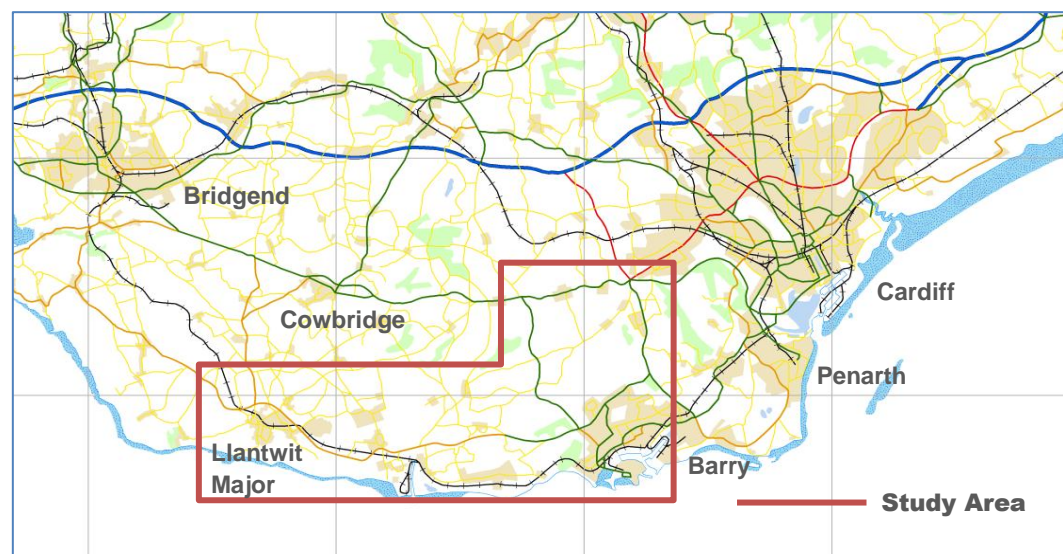 Bridgend
Cowbridge
Cardiff
Penarth
Llantwit
Major
Barry
Study Area